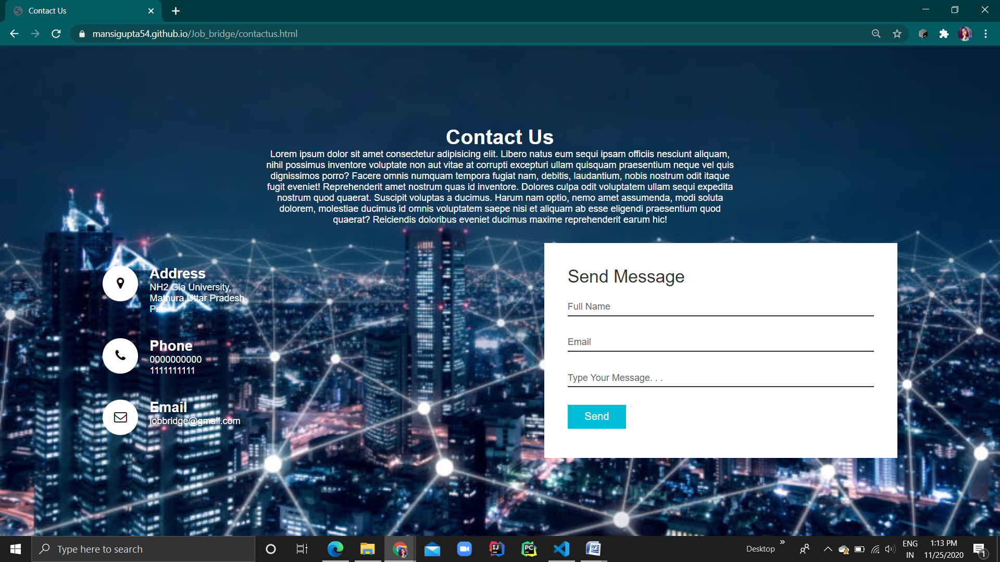 Contact Us
mansigupta54.github.io/Job_bridge/contactus.html
Contact Us
Lorem ipsum dolor sit amet consectetur adipisicing elit. Libero natus eum sequi ipsam officiis nesciunt aliquam,
nihil possimus inventore voluptate non aut vitae at corrupti excepturi ullam quisquam praesentium neque vel quis
dignissimos porro? Facere omnis numquam tempora fugiat nam, debitis, laudantium, nobis nostrum odit itaque
fugit eveniet! Reprehenderit amet nostrum quas id inventore. Dolores culpa odit voluptatem ullam sequi expedita
nostrum quod quaerat. Suscipit voluptas a ducimus. Harum nam optio, nemo amet assumenda, modi soluta
dolorem, molestiae ducimus id omnis voluptatem saepe nisi et aliquam ab esse eligendi praesentium quod
quaerat? Reiciendis doloribus eveniet ducimus maxime reprehenderit earum hic!
Address
NH2 Gla University,
Mathura,Uttar Pradesh
Phone
0000000000
1111111111
Email
jobbridge@gmail.com
Send Message
Full Name
Email
Type Your Message. . .
Send
Type here to search
IJ
PC
W
Desktop
ENG
IN
1:13 PM
11/25/2020
1